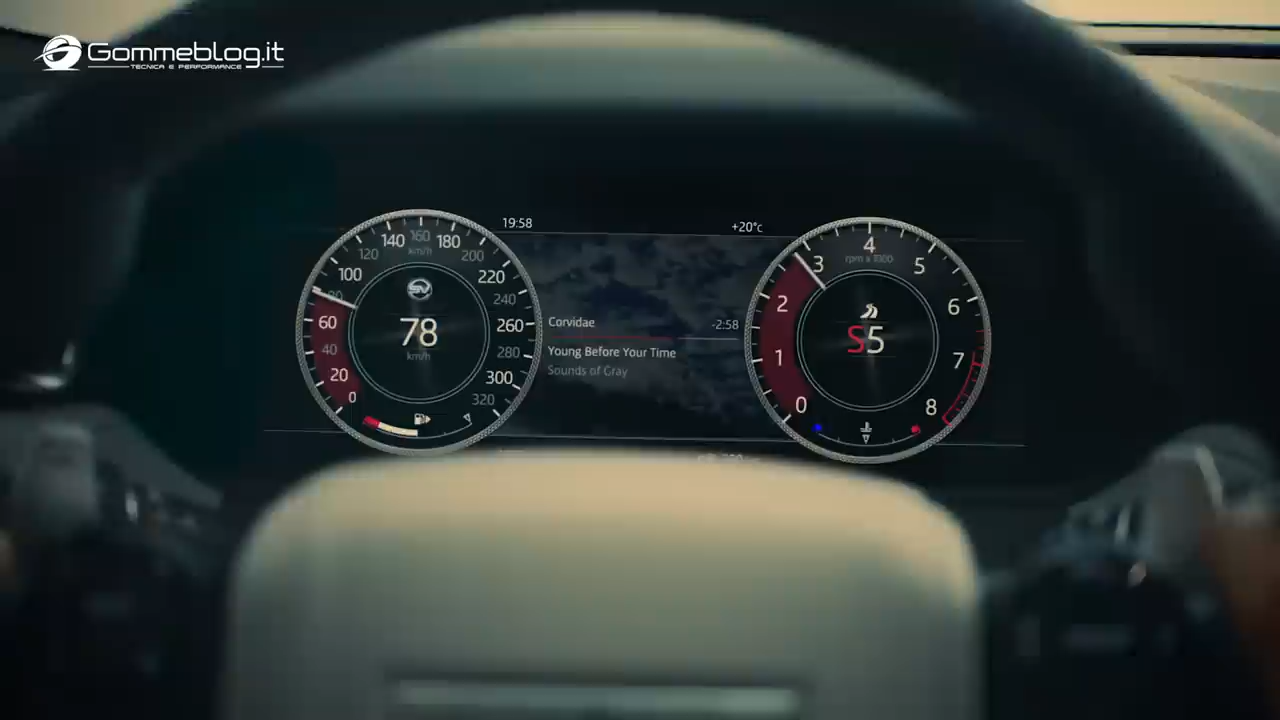 Gommeblog.it
TECNICA E PERFORMANCE
19:58
+20°c
140 160 180
km/h
120 200
100 220
80 240
60 260
40 280
20 300
0 320
SV
78
km/h
Corvidae -2:58
Young Before Your Time
Sounds of Gray
4
rpm x 1000
3 5
2 6
1 7
0 8
S5